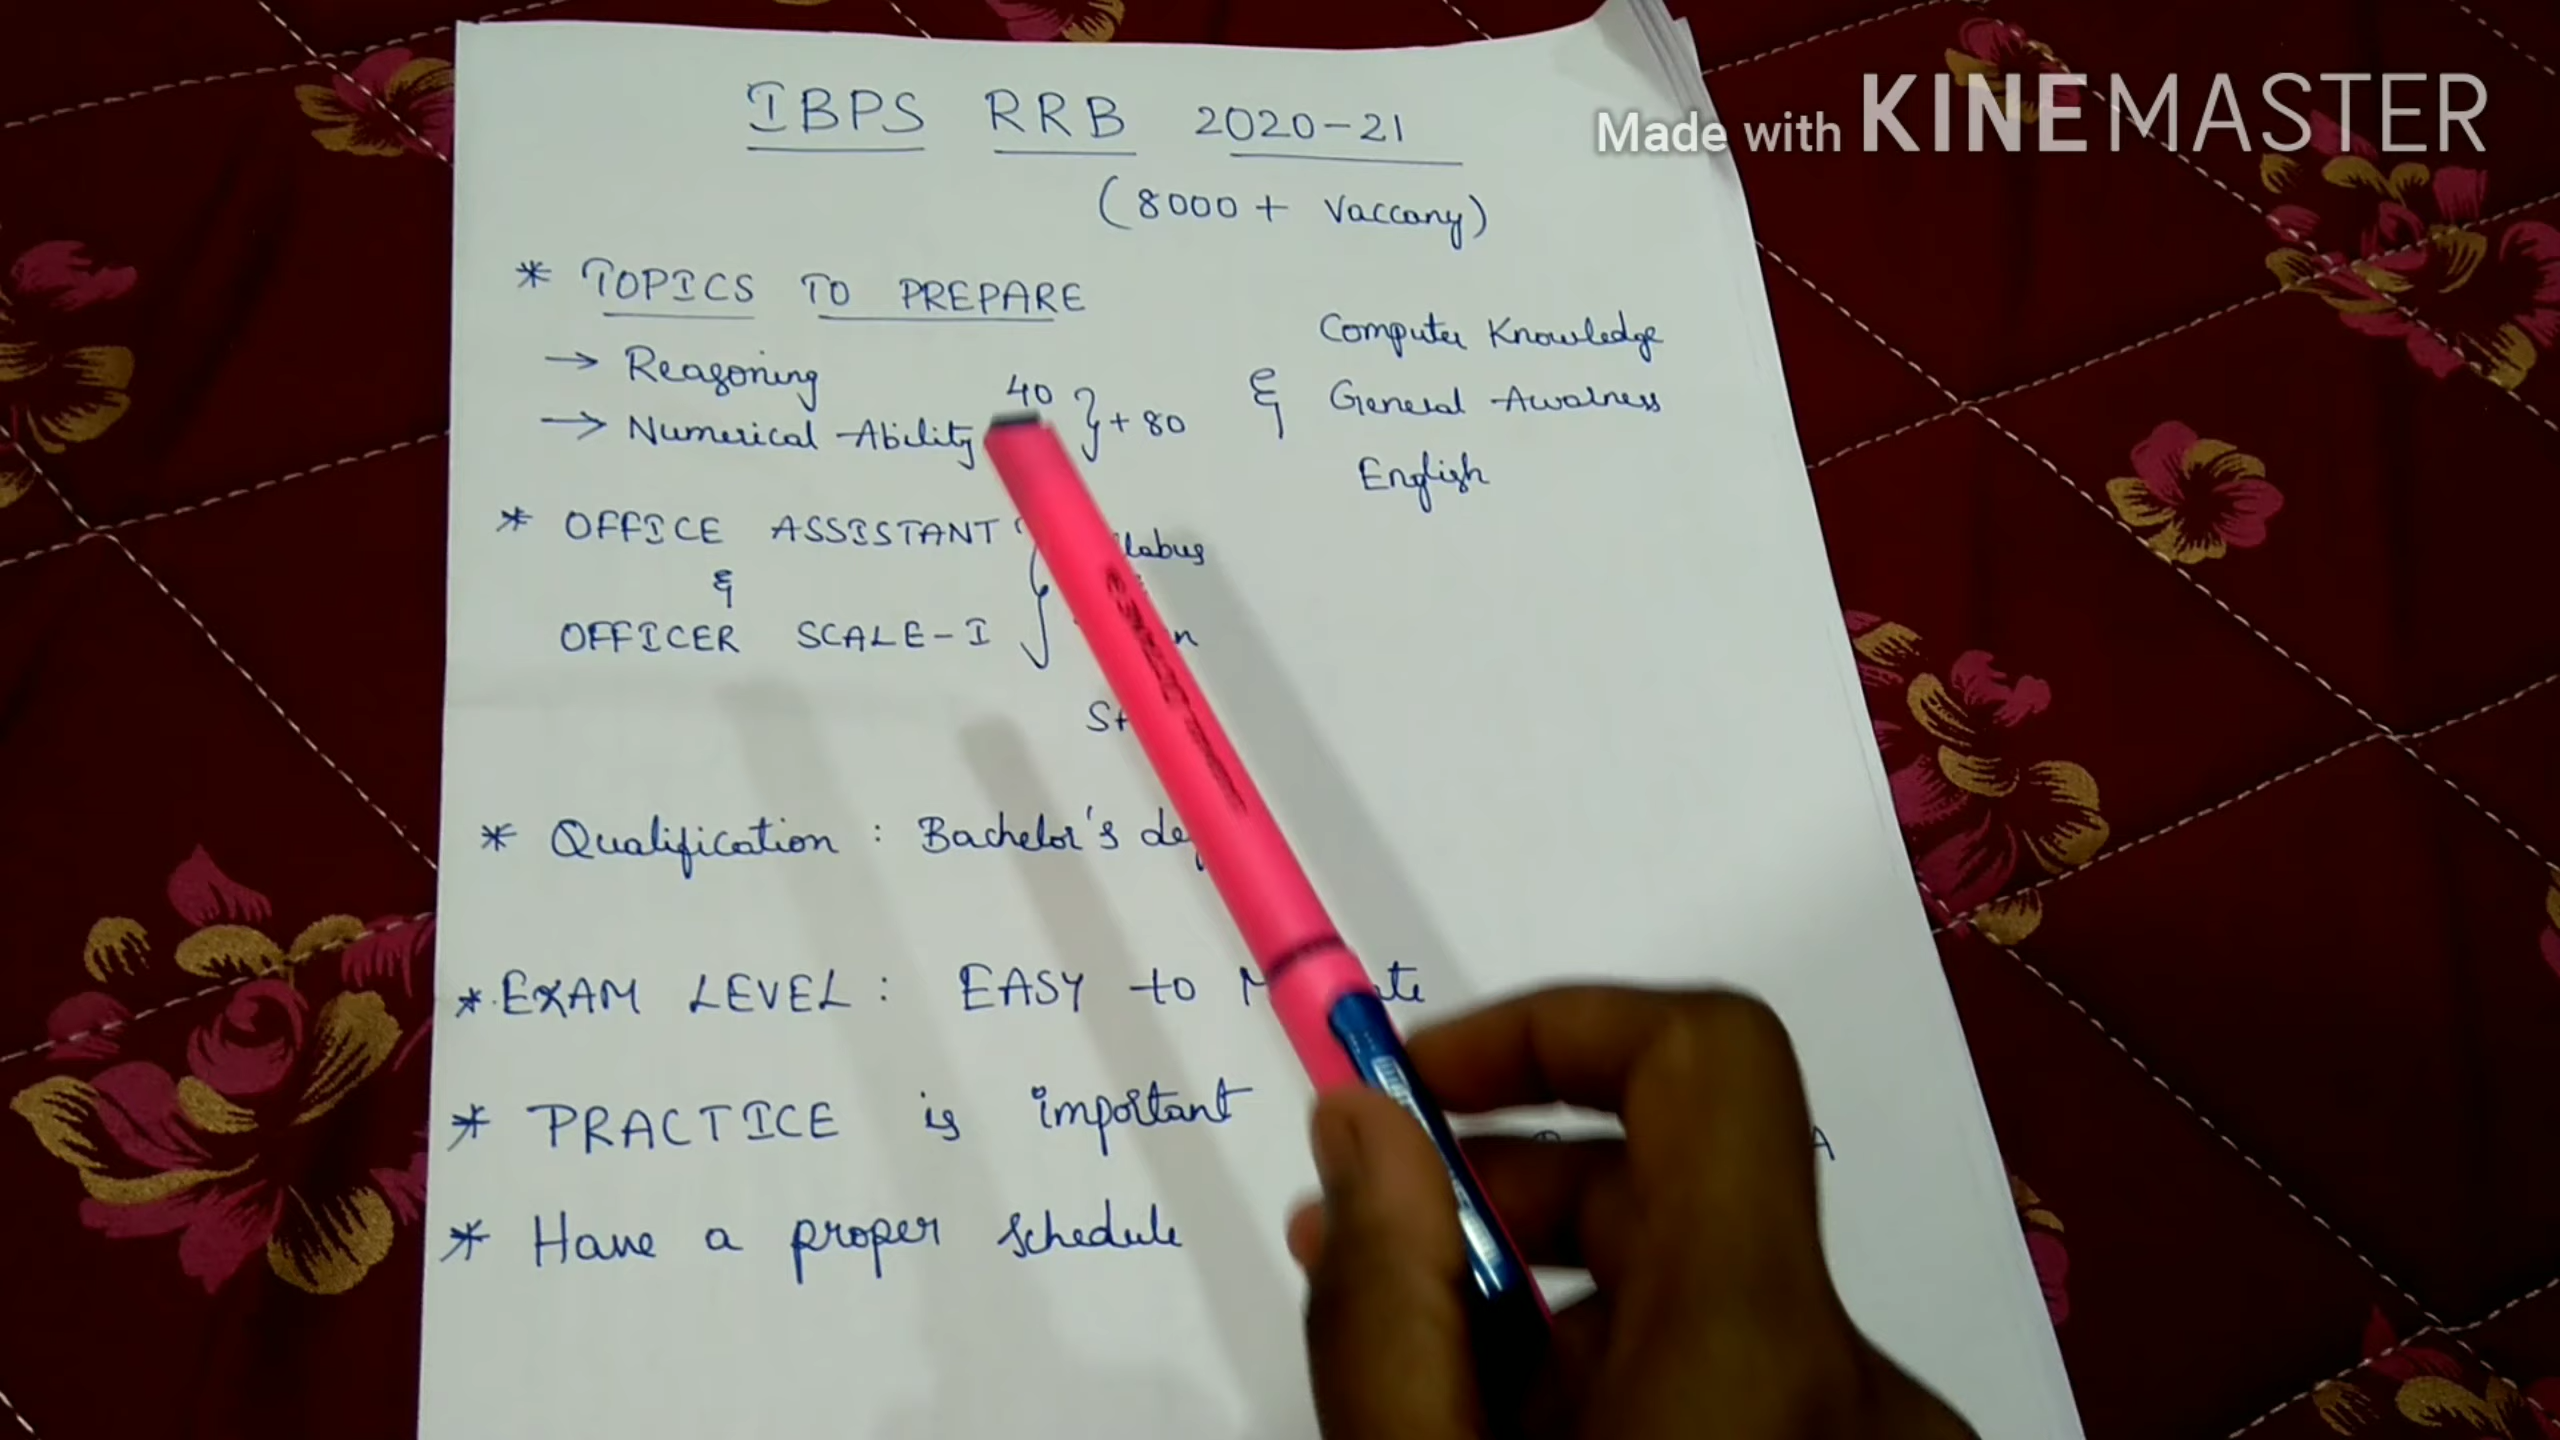 Made with KINEMASTER
IBPS RRB 2020-21
(8000+ Vaccany)
* TOPICS TO PREPARE
→ Reasoning 40
→ Numerical Ability } +80
& Computer Knowledge
General Awarness
English
* OFFICE ASSISTANT
&
OFFICER SCALE-I
* Qualification : Bachelor's
* EXAM LEVEL : EASY to
* PRACTICE is important
* Have a proper schedule